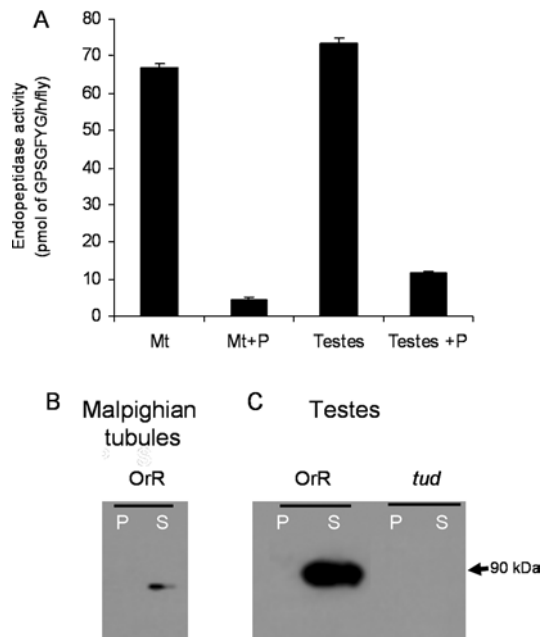 A
Endopeptidase activity
(pmol of GPSGFYG/h/fly)
80
70
60
50
40
30
20
10
0
Mt
Mt+P
Testes
Testes +P
B
Malpighian
tubules
OrR
P S
C
Testes
OrR
tud
P S P S
90 kDa